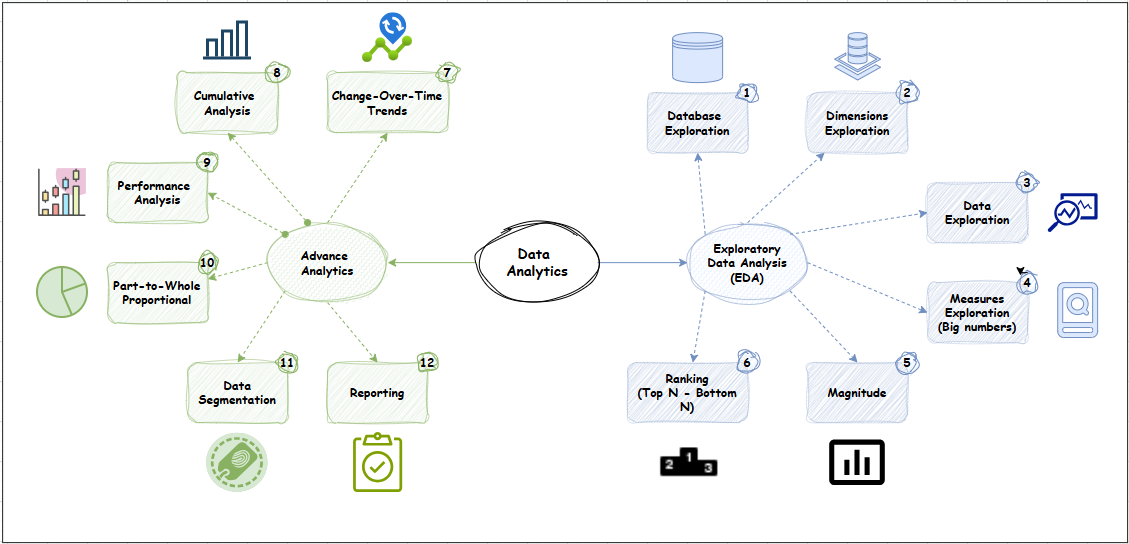 Data
Analytics
Exploratory
Data Analysis
(EDA)
1
Database
Exploration
2
Dimensions
Exploration
3
Data
Exploration
4
Measures
Exploration
(Big numbers)
5
Magnitude
6
Ranking
(Top N - Bottom
N)
2
1
3
Advance
Analytics
7
Change-Over-Time
Trends
8
Cumulative
Analysis
9
Performance
Analysis
10
Part-to-Whole
Proportional
11
Data
Segmentation
12
Reporting